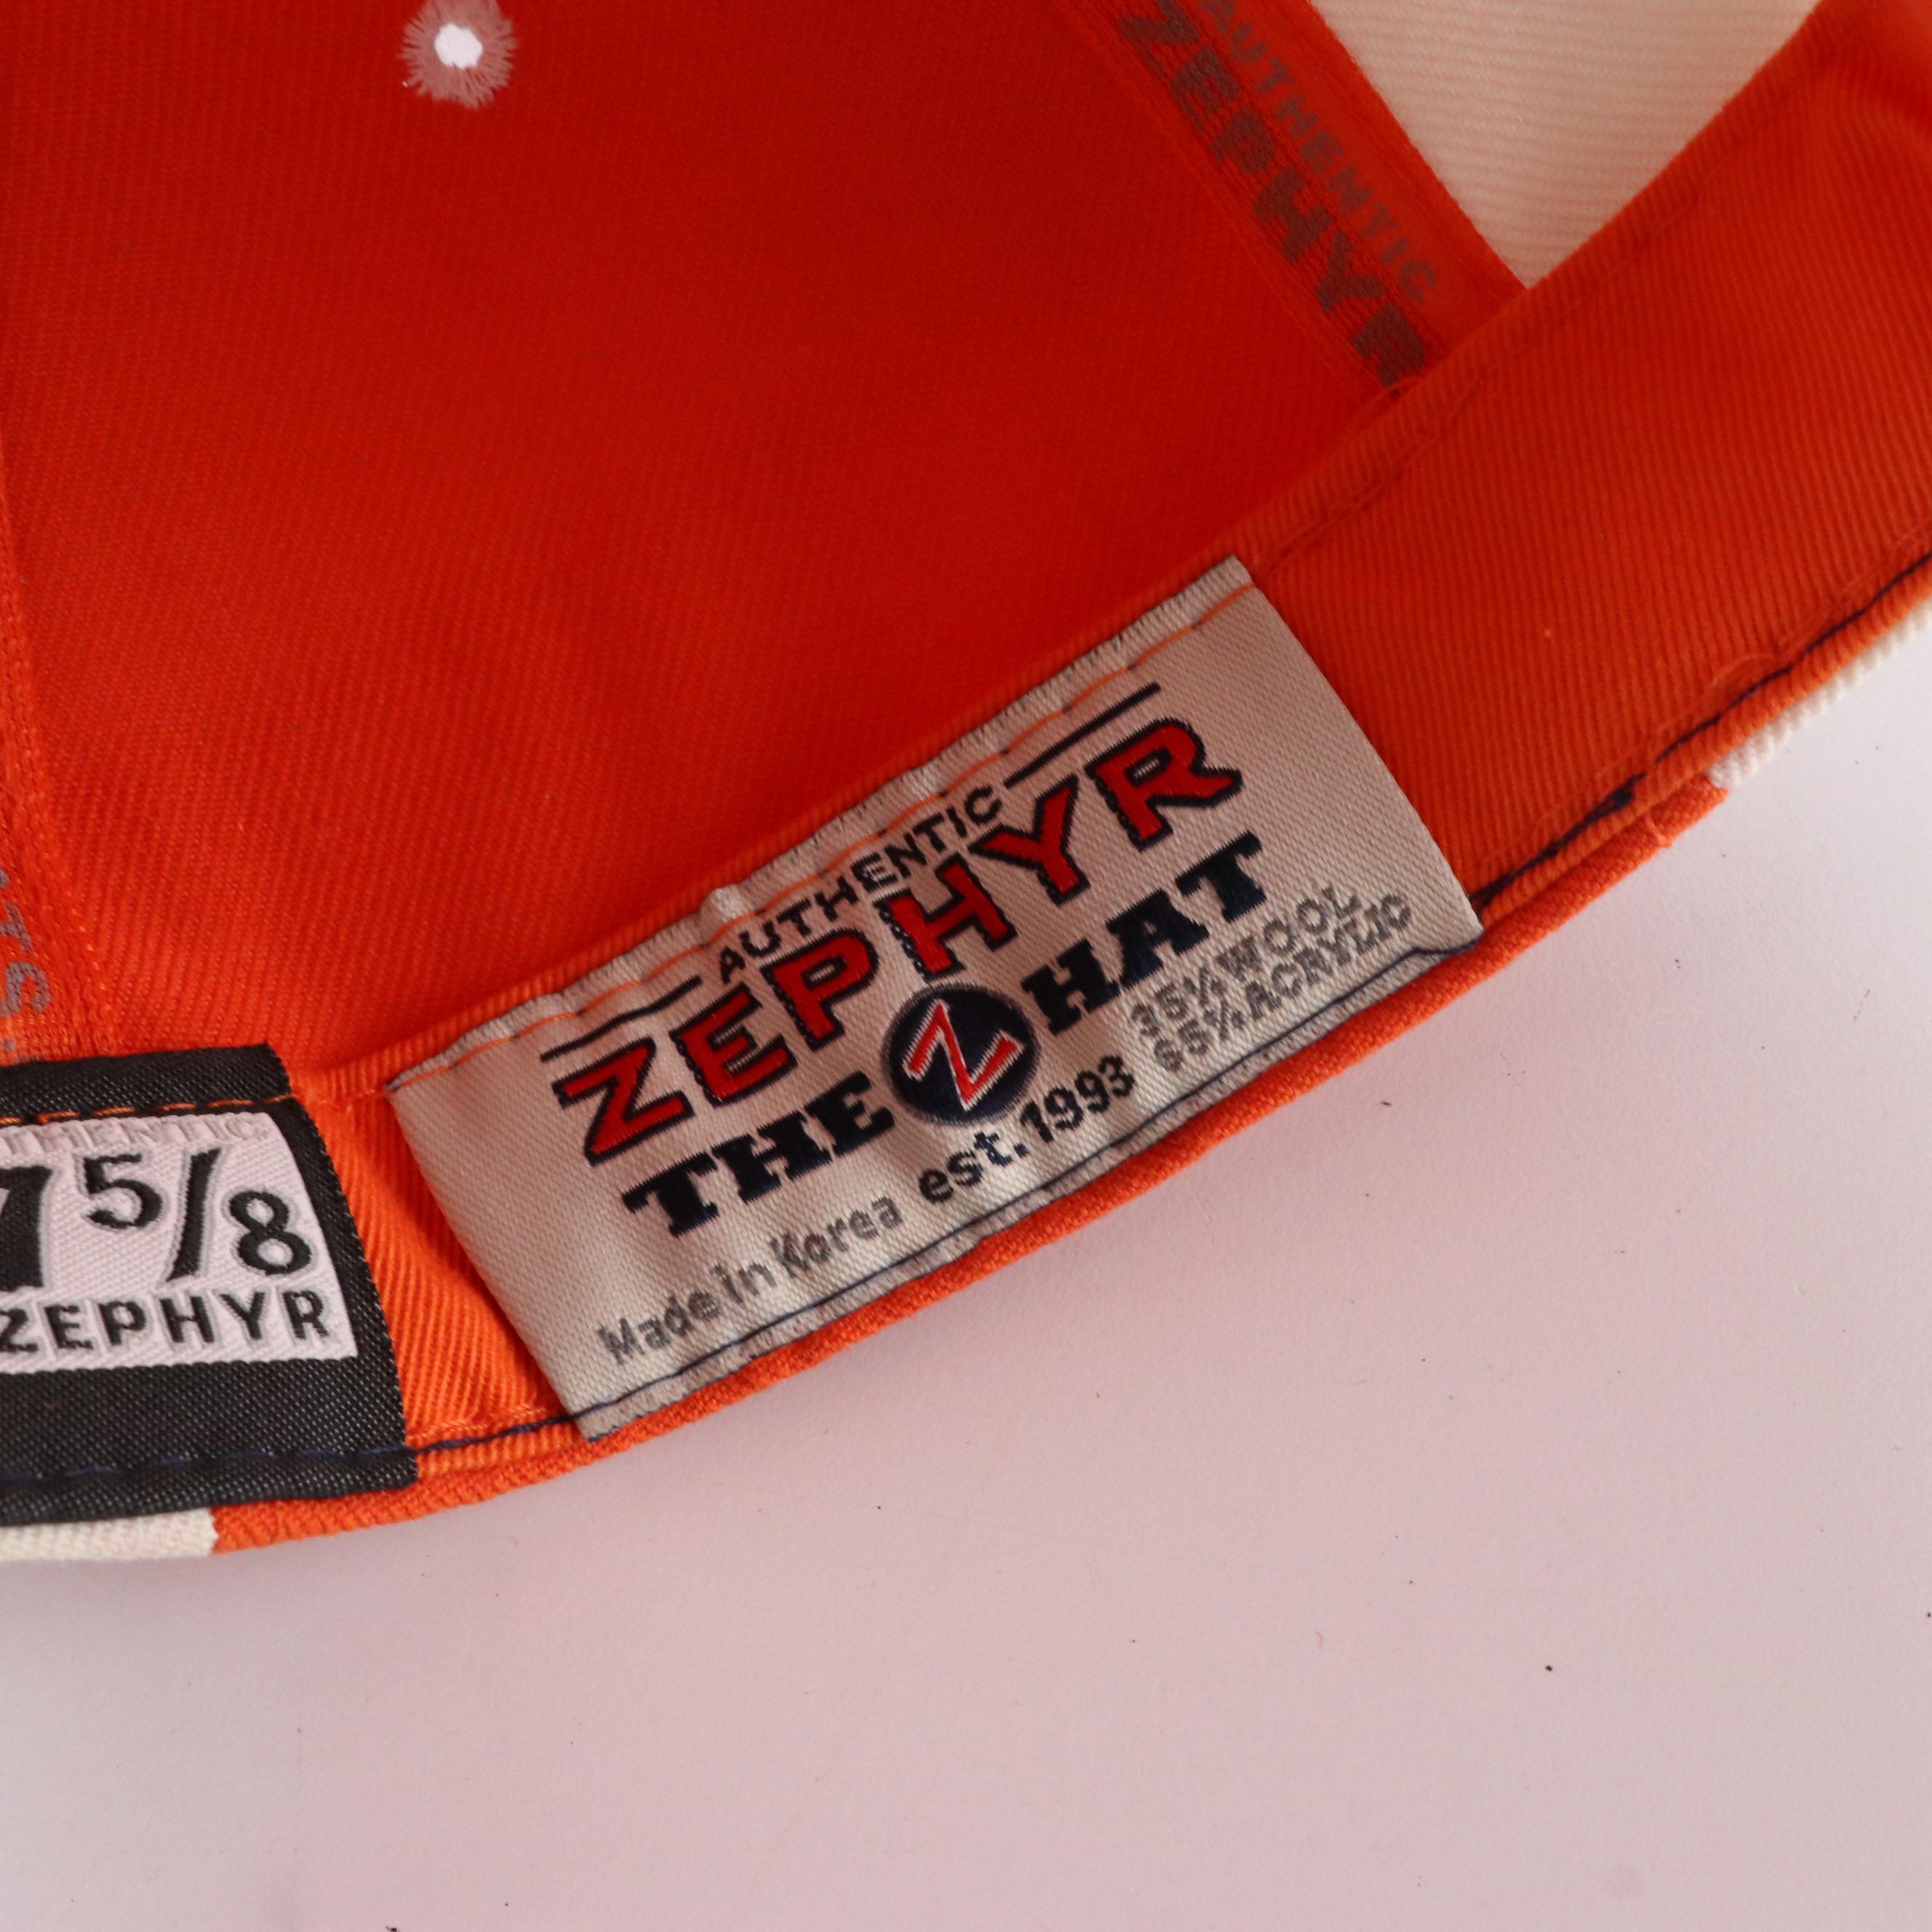 AUTHENTIC
ZEPHYR
AUTHENTIC
ZEPHYR
THE Z HAT
Made in Korea est. 1993
35% WOOL
65% ACRYLIC
7 5/8
ZEPHYR